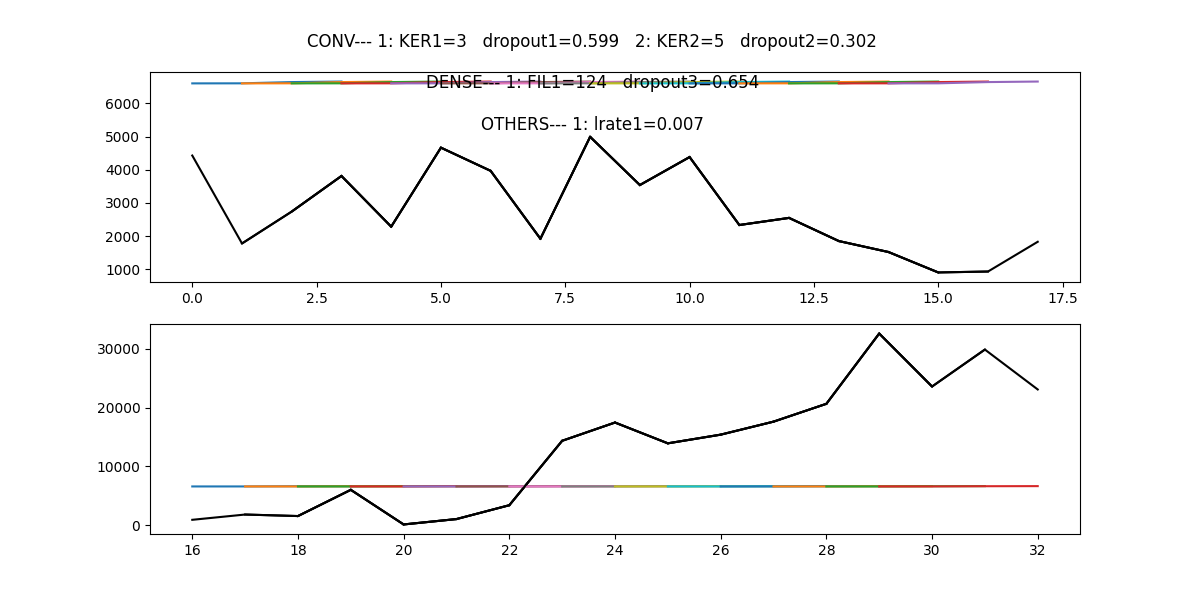 CONV--- 1: KER1=3 dropout1=0.599 2: KER2=5 dropout2=0.302
DENSE--- 1: FIL1=124 dropout3=0.654
OTHERS--- 1: lrate1=0.007
6000
5000
4000
3000
2000
1000
0.0 2.5 5.0 7.5 10.0 12.5 15.0 17.5
30000
20000
10000
0
16 18 20 22 24 26 28 30 32